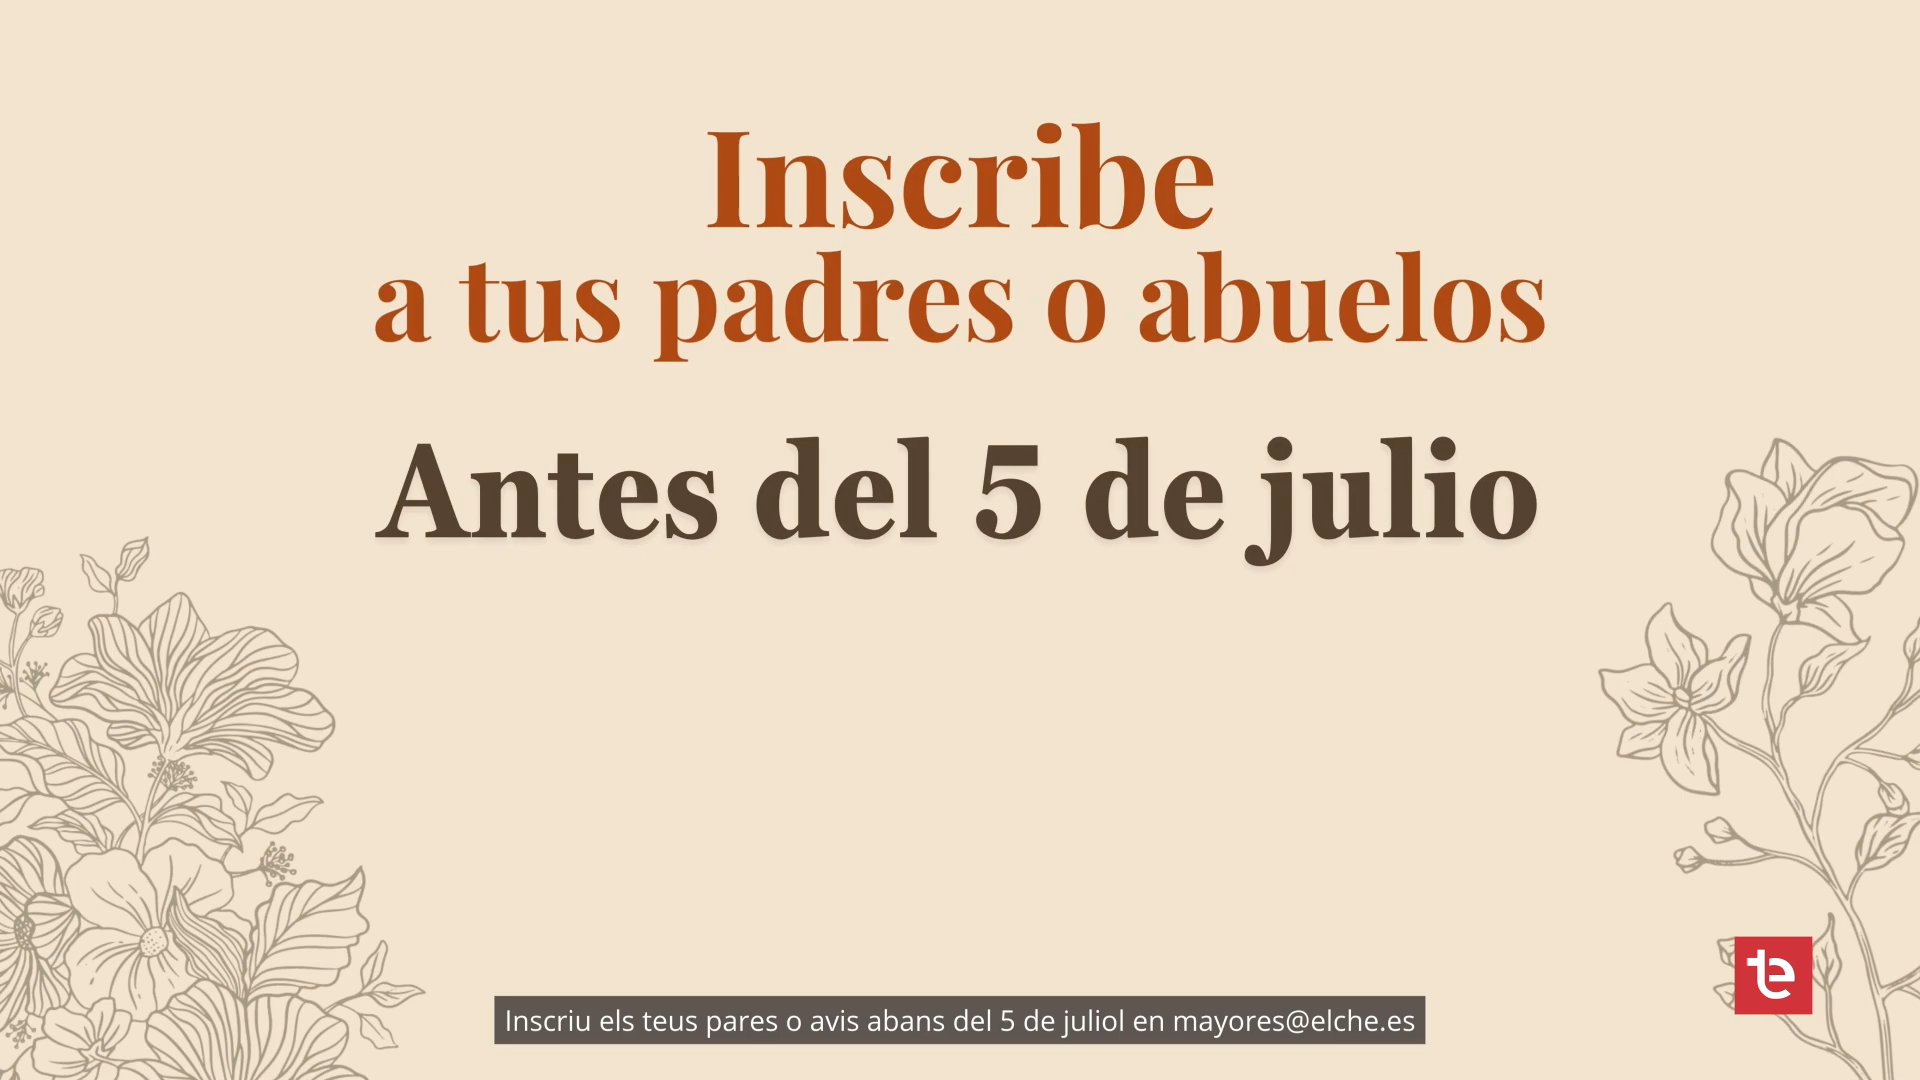 Inscribe
a tus padres o abuelos
Antes del 5 de julio
te
Inscriu els teus pares o avis abans del 5 de juliol en mayores@elche.es